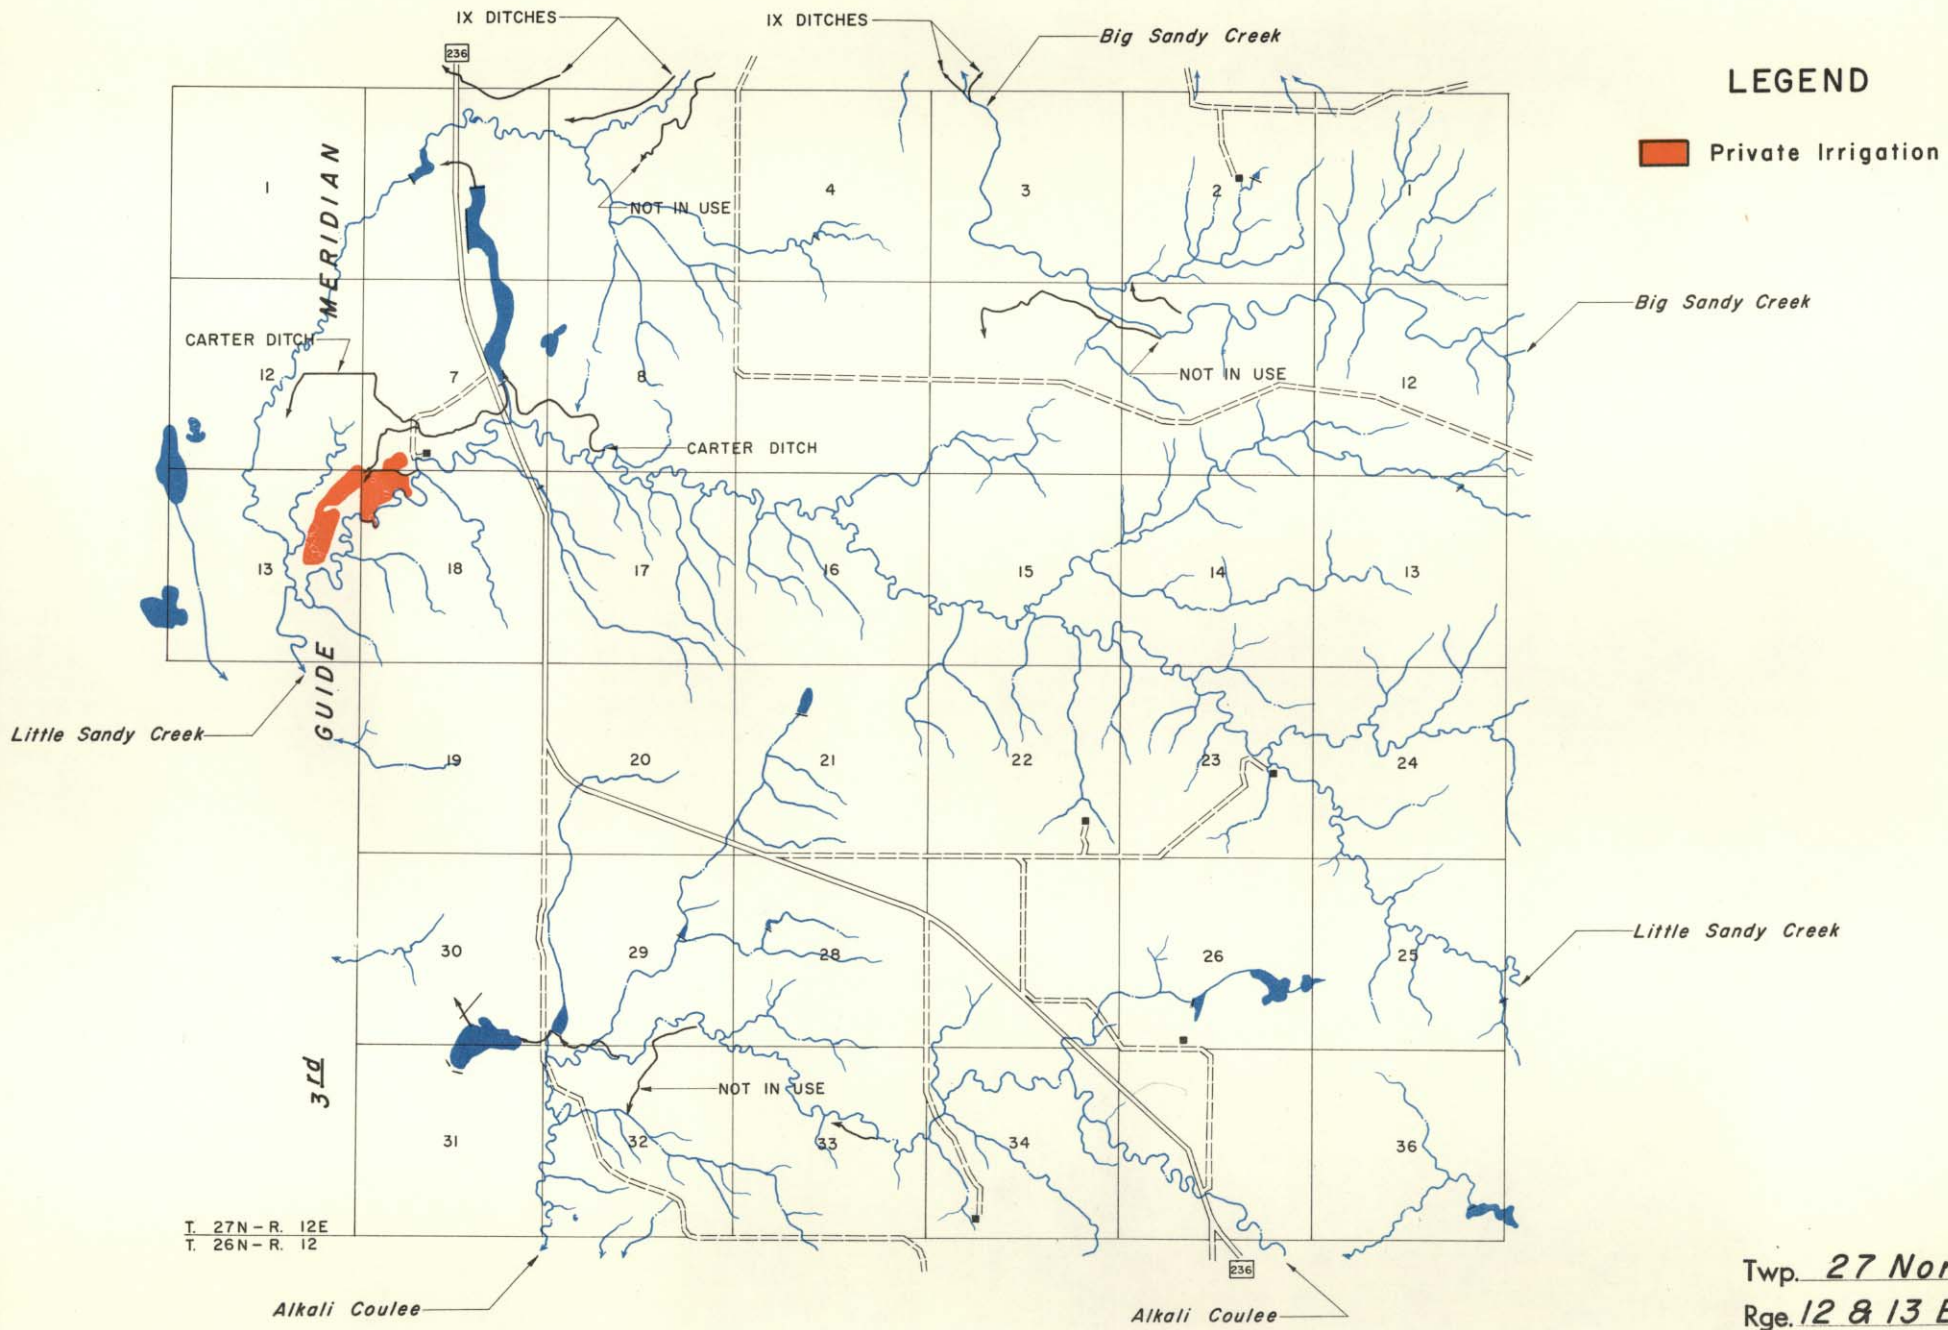 IX DITCHES
IX DITCHES
Big Sandy Creek
236
LEGEND
Private Irrigation
MERIDIAN
1
4
3
2
1
NOT IN USE
Big Sandy Creek
CARTER DITCH
12
7
8
NOT IN USE
12
CARTER DITCH
13
18
17
16
15
14
13
GUIDE
Little Sandy Creek
19
20
21
22
23
24
30
29
28
26
25
Little Sandy Creek
3rd
NOT IN USE
31
32
33
34
36
T. 27N-R. 12E
T. 26N-R. 12
236
Alkali Coulee
Alkali Coulee
Twp. 27 Nor
Rge. 12 & 13 E